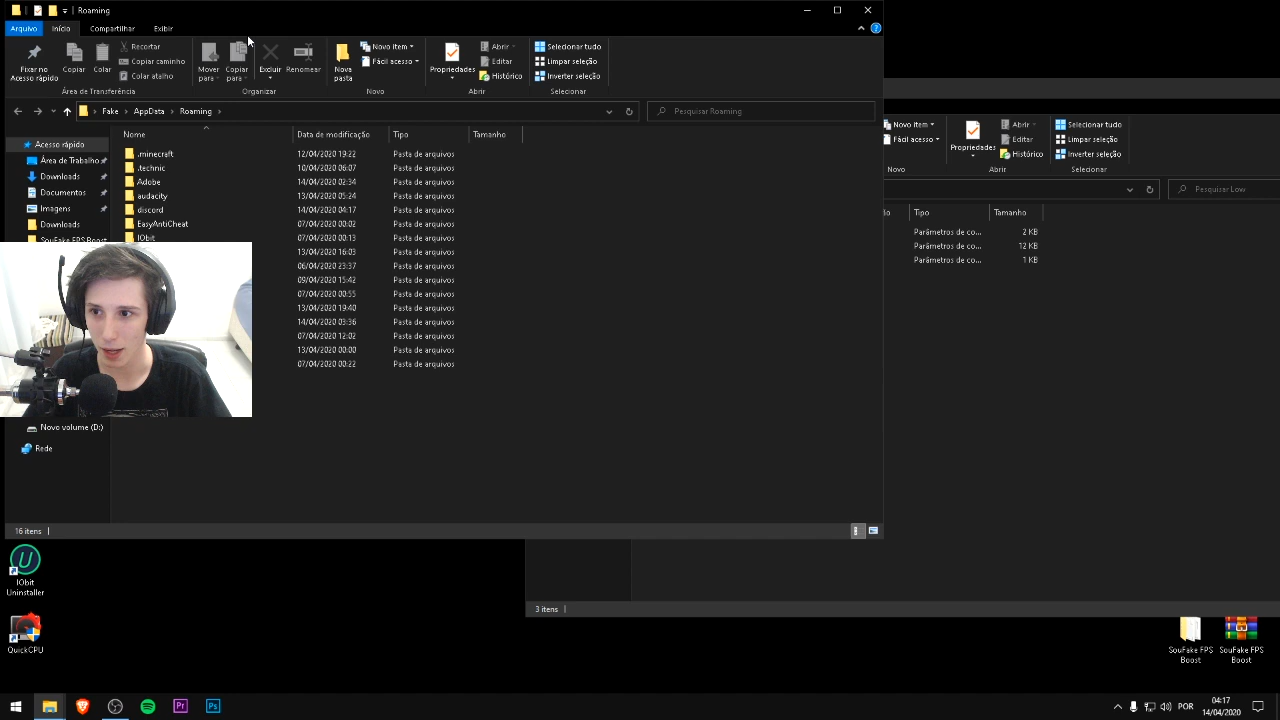 Roaming
Arquivo Início Compartilhar Exibir
Fixar no Acesso rápido
Copiar
Colar
Recortar
Copiar caminho
Colar atalho
Área de Transferência
Mover para
Copiar para
Excluir
Renomear
Organizar
Nova pasta
Novo item
Fácil acesso
Novo
Propriedades
Abrir
Editar
Histórico
Abrir
Selecionar tudo
Limpar seleção
Inverter seleção
Selecionar
Fake > AppData > Roaming >
Pesquisar Roaming
Nome Data de modificação Tipo Tamanho
Acesso rápido
Área de Trabalho
Downloads
Documentos
Imagens
Downloads
SouFake FPS Boost
Novo volume (D:)
Rede
.minecraft 12/04/2020 19:22 Pasta de arquivos
.technic 10/04/2020 06:07 Pasta de arquivos
Adobe 14/04/2020 02:34 Pasta de arquivos
audacity 13/04/2020 05:24 Pasta de arquivos
discord 14/04/2020 04:17 Pasta de arquivos
EasyAntiCheat 07/04/2020 00:02 Pasta de arquivos
IObit 07/04/2020 00:13 Pasta de arquivos
13/04/2020 16:03 Pasta de arquivos
06/04/2020 23:37 Pasta de arquivos
09/04/2020 15:42 Pasta de arquivos
07/04/2020 00:55 Pasta de arquivos
13/04/2020 19:40 Pasta de arquivos
14/04/2020 03:36 Pasta de arquivos
07/04/2020 12:02 Pasta de arquivos
13/04/2020 00:00 Pasta de arquivos
07/04/2020 00:22 Pasta de arquivos
16 itens
Novo item
Fácil acesso
Novo
Propriedades
Abrir
Editar
Histórico
Abrir
Selecionar tudo
Limpar seleção
Inverter seleção
Selecionar
Pesquisar Low
ão Tipo Tamanho
Parâmetros de co... 2 KB
Parâmetros de co... 12 KB
Parâmetros de co... 1 KB
3 itens
IObit
Uninstaller
QuickCPU
SouFake FPS
Boost
SouFake FPS
Boost
Pr
Ps
POR
04:17
14/04/2020